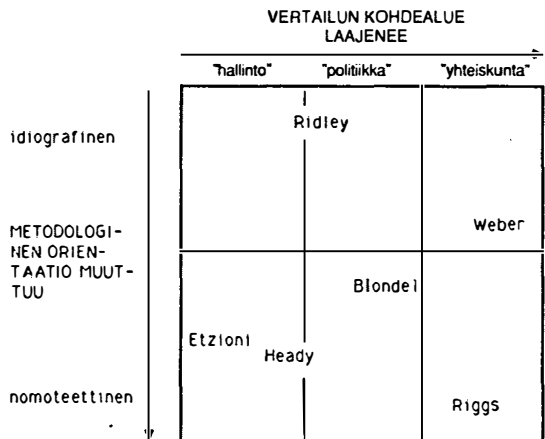 VERTAILUN KOHDEALUE
LAAJENEE
"hallinto" "politiikka" "yhteiskunta"
Ridley
idiografinen
Weber
METODOLOGI-
NEN ORIEN-
TAATIO MUUT-
TUU
Blondel
Etzioni
Heady
nomoteettinen
Riggs